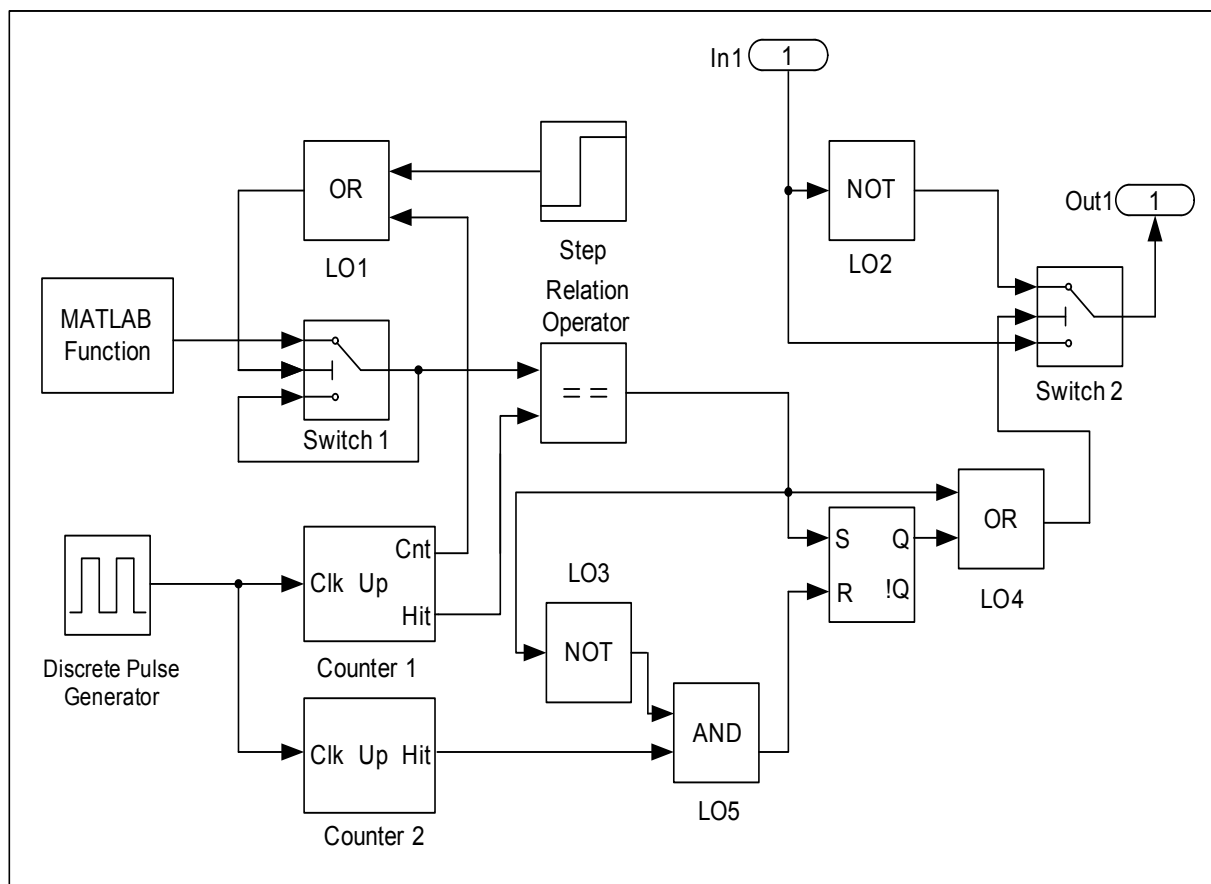 In1
1
OR
LO1
Step
NOT
LO2
Out1
1
Switch 2
MATLAB
Function
Switch 1
Relation
Operator
= =
Discrete Pulse
Generator
Clk Up
Cnt
Hit
Counter 1
Clk Up Hit
Counter 2
LO3
NOT
AND
LO5
S Q
R !Q
OR
LO4